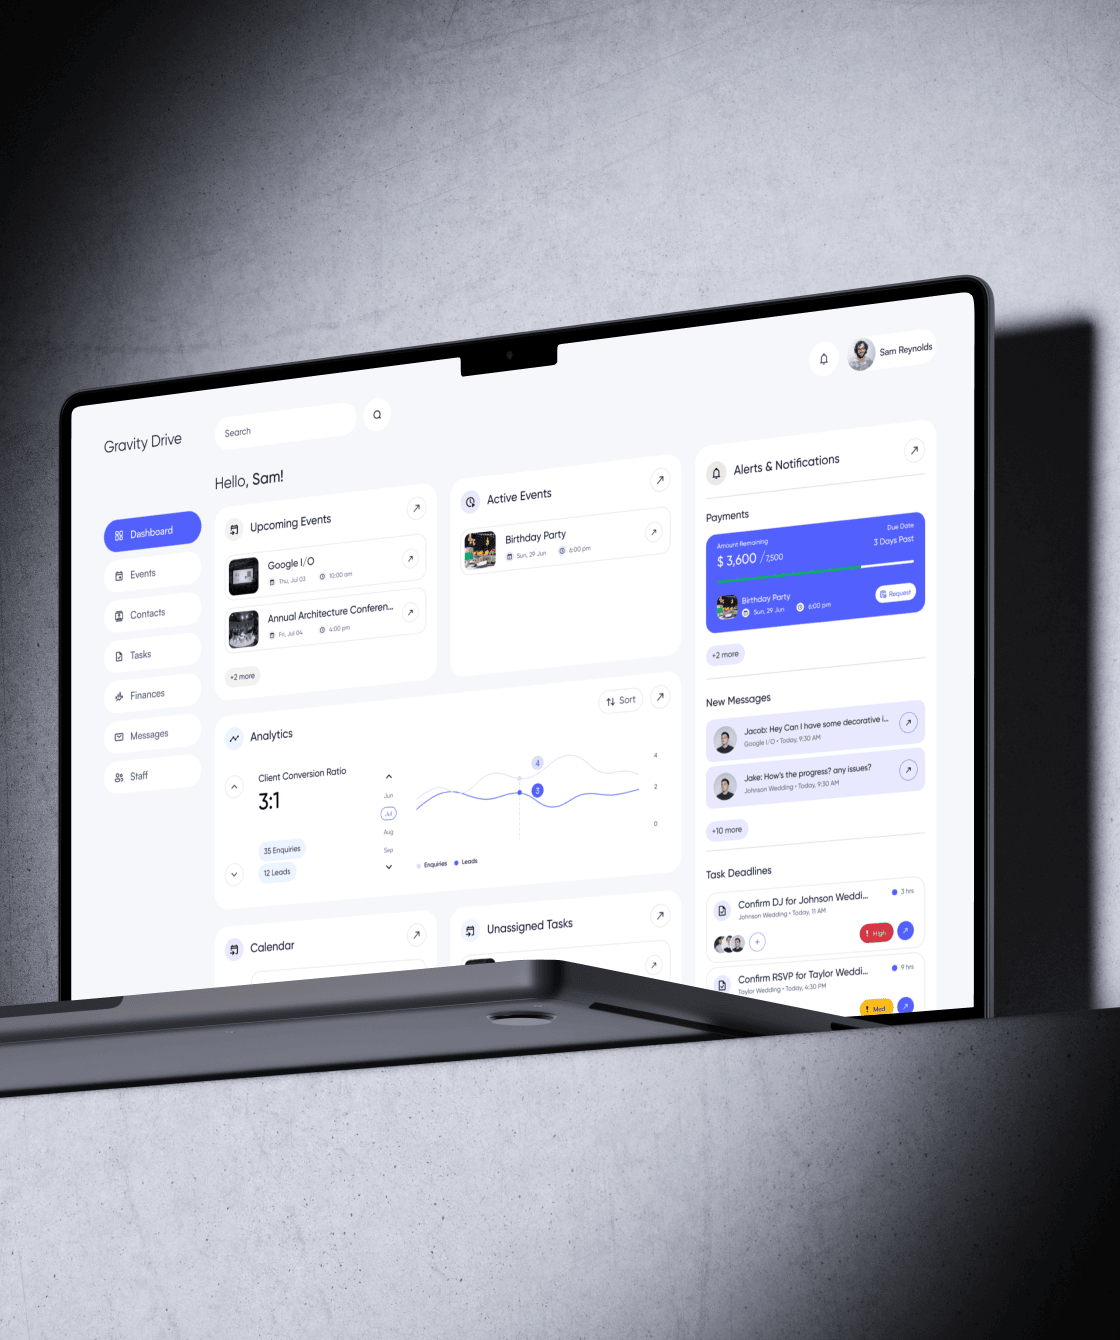 Gravity Drive
Search
Sam Reynolds
Hello, Sam!
Dashboard
Events
Contacts
Tasks
Finances
Messages
Staff
Upcoming Events
Google I/O
Thu, Jul 03 10:00 am
Annual Architecture Conferen...
Fri, Jul 04 4:00 pm
+2 more
Active Events
Birthday Party
Sun, 29 Jun 6:00 pm
Analytics
Sort
Client Conversion Ratio
3:1
35 Enquiries
12 Leads
Jun
Jul
Aug
Sep
4
3
4
2
0
Enquiries Leads
Calendar
Unassigned Tasks
Alerts & Notifications
Payments
Amount Remaining
$ 3,600 /7,500
Due Date
3 Days Past
Birthday Party
Sun, 29 Jun 6:00 pm
Request
+2 more
New Messages
Jacob: Hey Can I have some decorative i...
Google I/O • Today, 9:30 AM
Jake: How's the progress? any issues?
Johnson Wedding • Today, 9:30 AM
+10 more
Task Deadlines
Confirm DJ for Johnson Weddi...
Johnson Wedding • Today, 11 AM
3 hrs
High
Confirm RSVP for Taylor Weddi...
Taylor Wedding • Today, 4:30 PM
9 hrs
Med